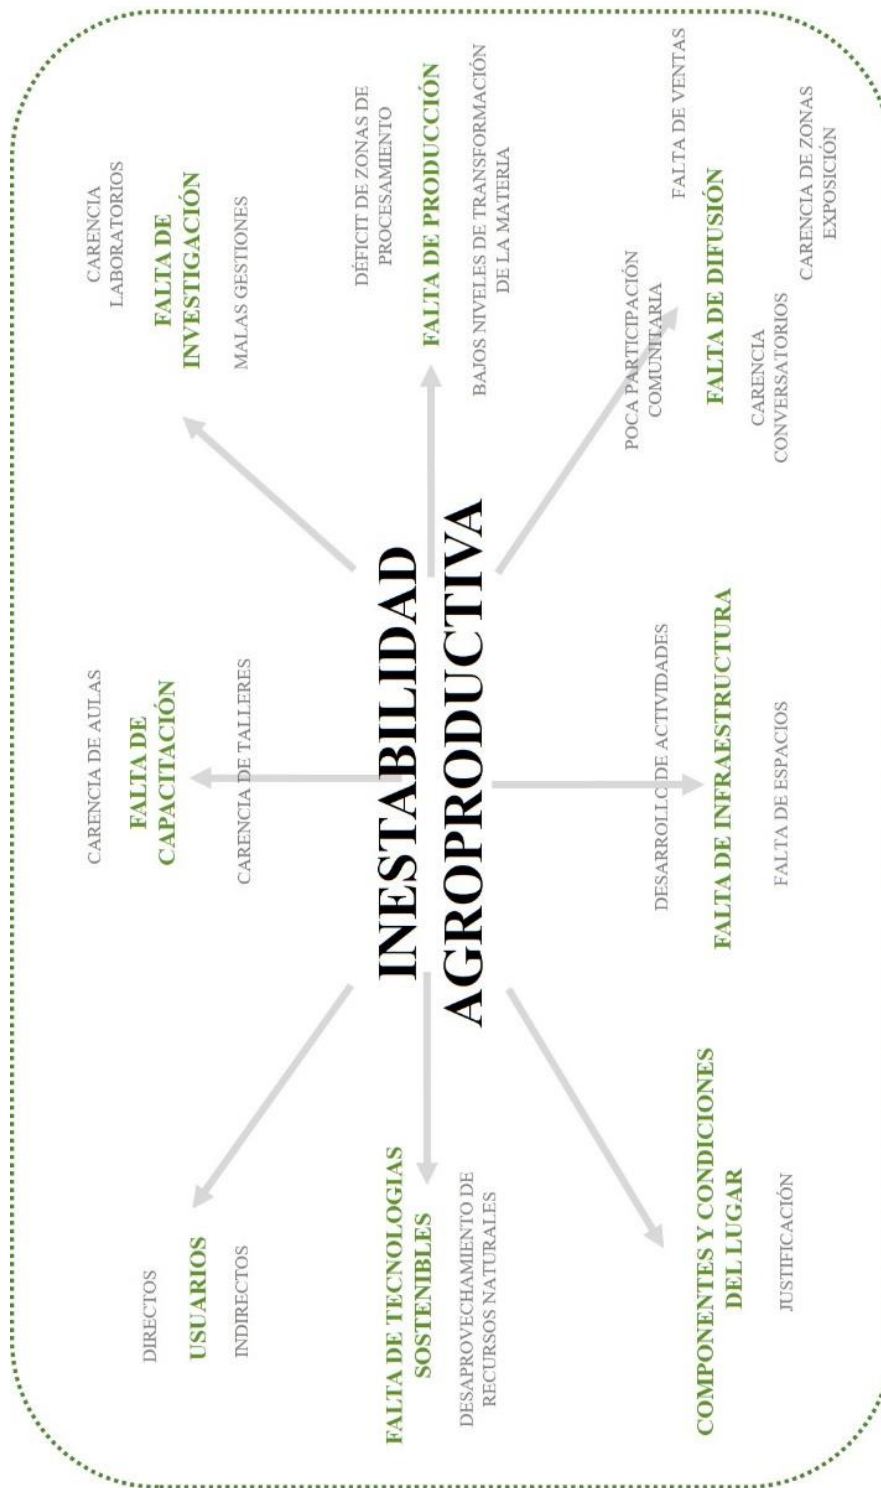 DIRECTOS
USUARIOS
INDIRECTOS
CARENCIA DE AULAS
FALTA DE
CAPACITACIÓN
CARENCIA DE TALLERES
CARENCIA
LABORATORIOS
FALTA DE
INVESTIGACIÓN
MALAS GESTIONES
FALTA DE TECNOLOGIAS
SOSTENIBLES
DESAPROVECHAMIENTO DE
RECURSOS NATURALES
INESTABILIDAD
AGROPRODUCTIVA
DÉFICIT DE ZONAS DE
PROCESAMIENTO
FALTA DE PRODUCCIÓN
BAJOS NIVELES DE TRANSFORMACIÓN
DE LA MATERIA
COMPONENTES Y CONDICIONES
DEL LUGAR
JUSTIFICACIÓN
DESARROLLO DE ACTIVIDADES
FALTA DE INFRAESTRUCTURA
FALTA DE ESPACIOS
POCA PARTICIPACIÓN
COMUNITARIA
FALTA DE VENTAS
FALTA DE DIFUSIÓN
CARENCIA
CONVERSATORIOS
CARENCIA DE ZONAS
EXPOSICIÓN